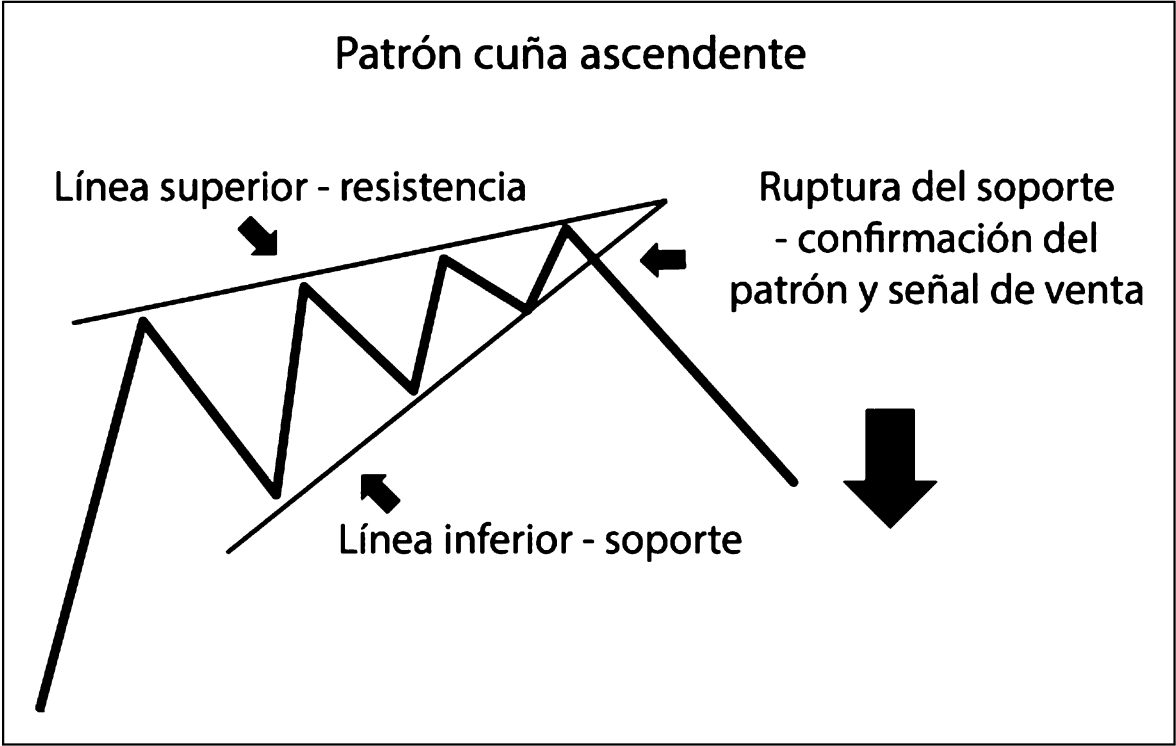 Patrón cuña ascendente
Línea superior - resistencia
Ruptura del soporte
- confirmación del
patrón y señal de venta
Línea inferior - soporte